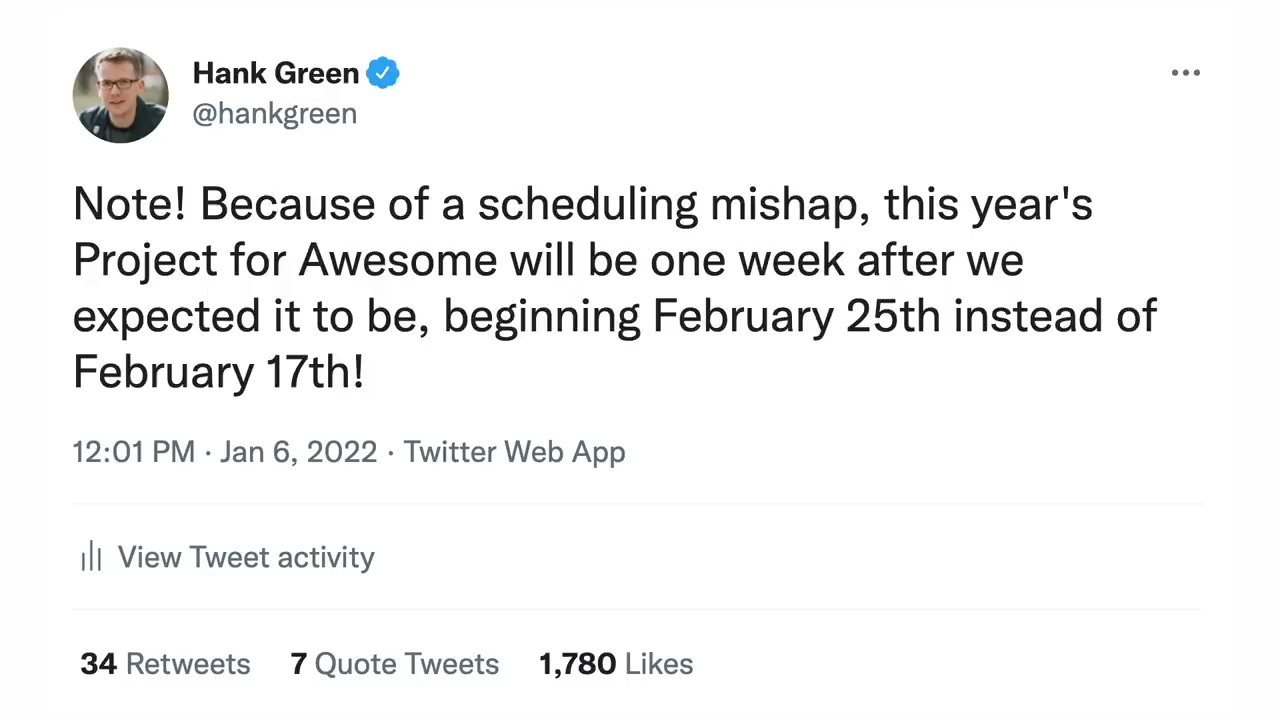 Hank Green
@hankgreen
Note! Because of a scheduling mishap, this year's
Project for Awesome will be one week after we
expected it to be, beginning February 25th instead of
February 17th!
12:01 PM · Jan 6, 2022 · Twitter Web App
View Tweet activity
34 Retweets 7 Quote Tweets 1,780 Likes